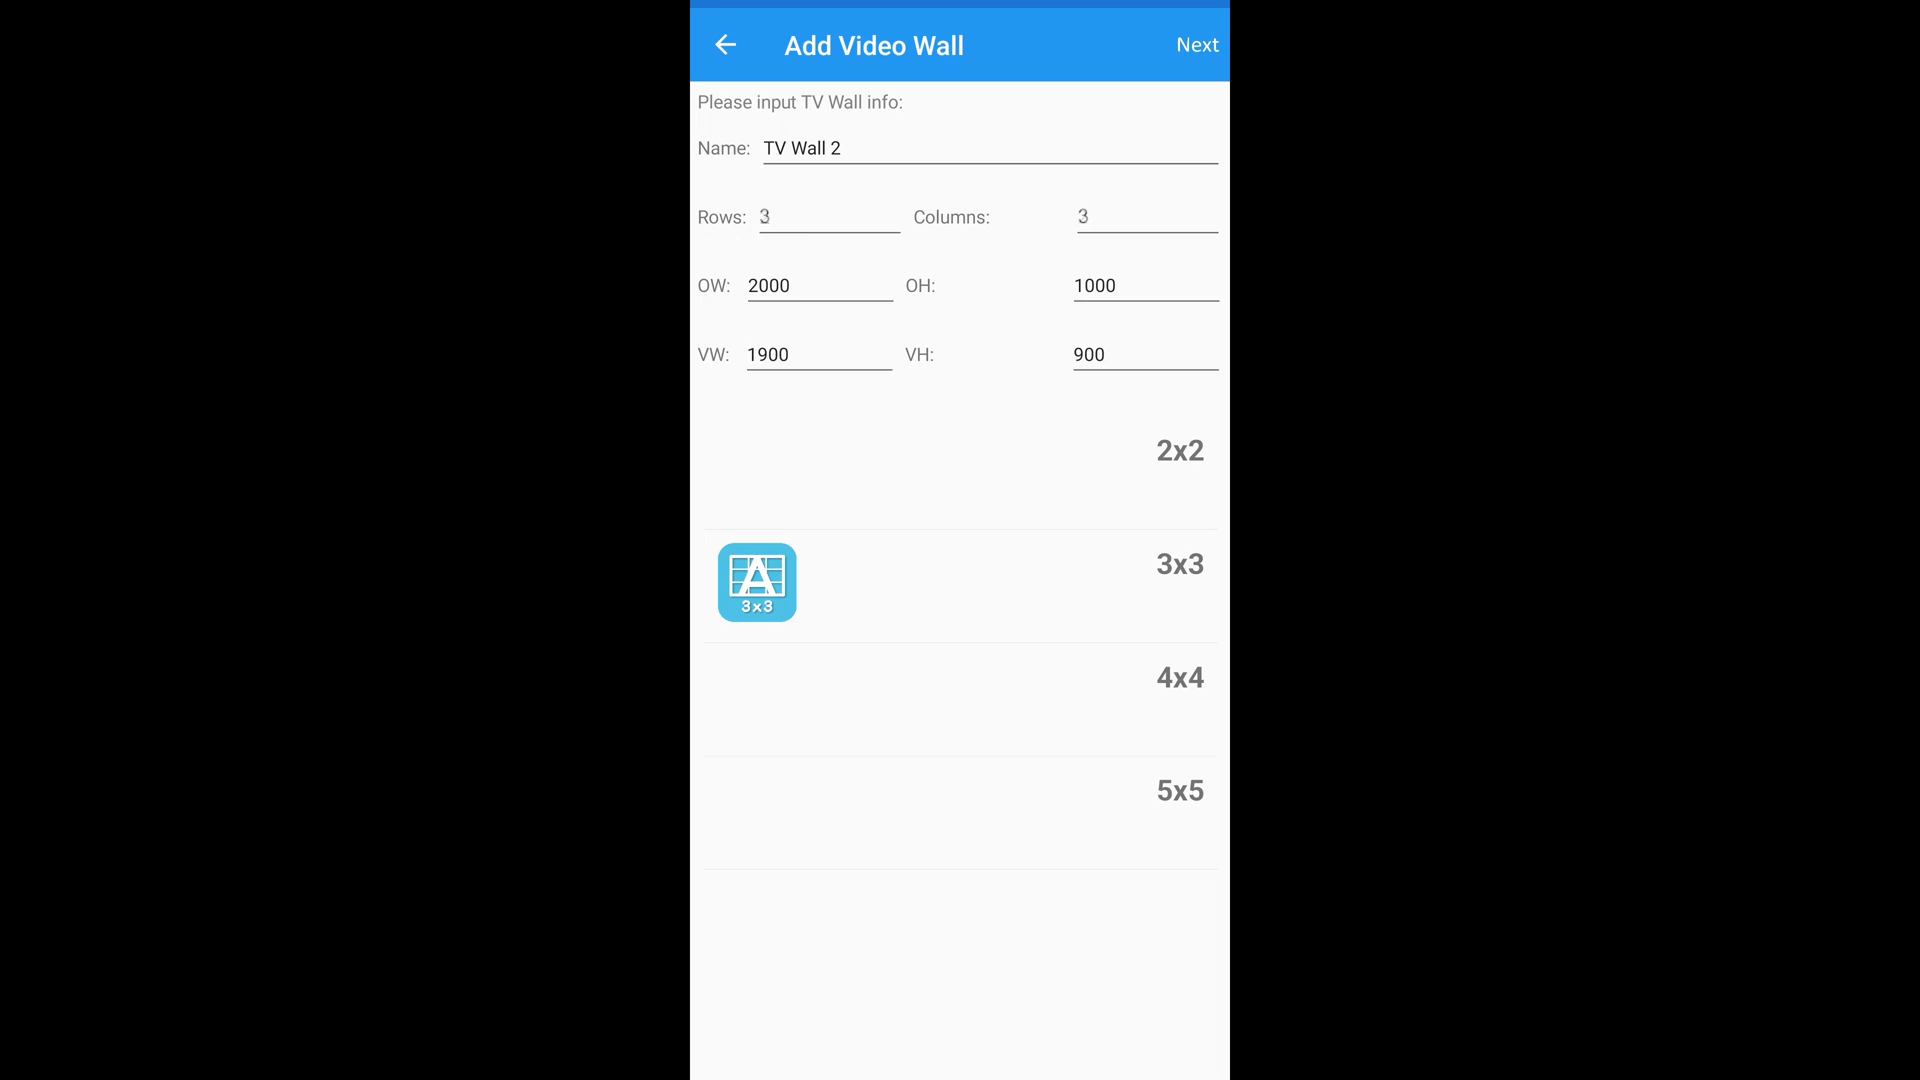 Add Video Wall Next
Please input TV Wall info:
Name: TV Wall 2
Rows: 3 Columns: 3
OW: 2000 OH: 1000
VW: 1900 VH: 900
2x2
3x3
A
3x3
4x4
5x5